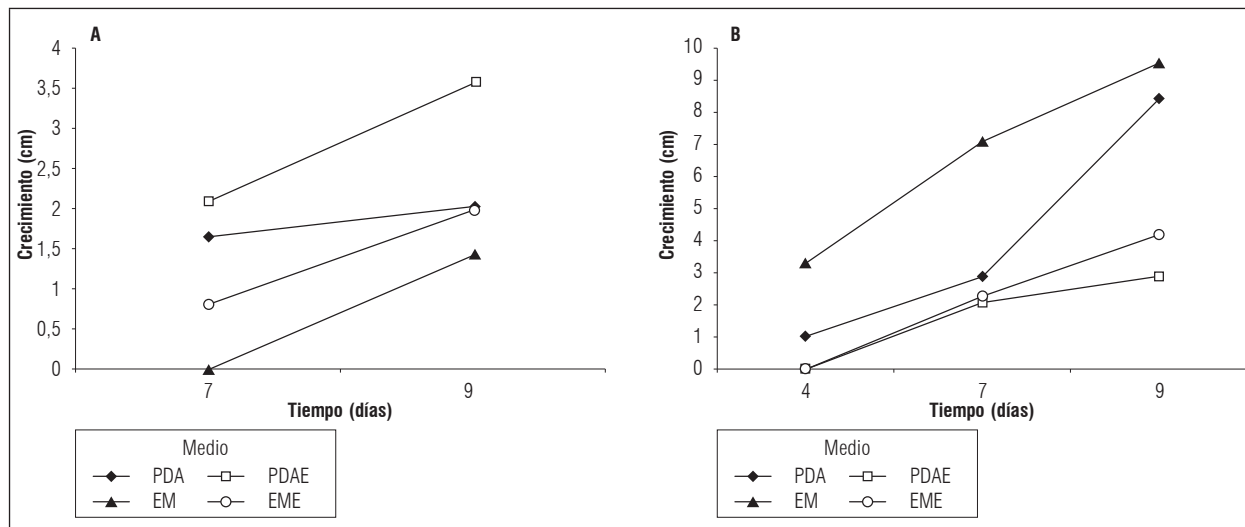 A
Crecimiento (cm)
4
3,5
3
2,5
2
1,5
1
0,5
0
7
9
Tiempo (días)
Medio
PDA
PDAE
EM
EME
B
Crecimiento (cm)
10
9
8
7
6
5
4
3
2
1
0
4
7
9
Tiempo (días)
Medio
PDA
PDAE
EM
EME